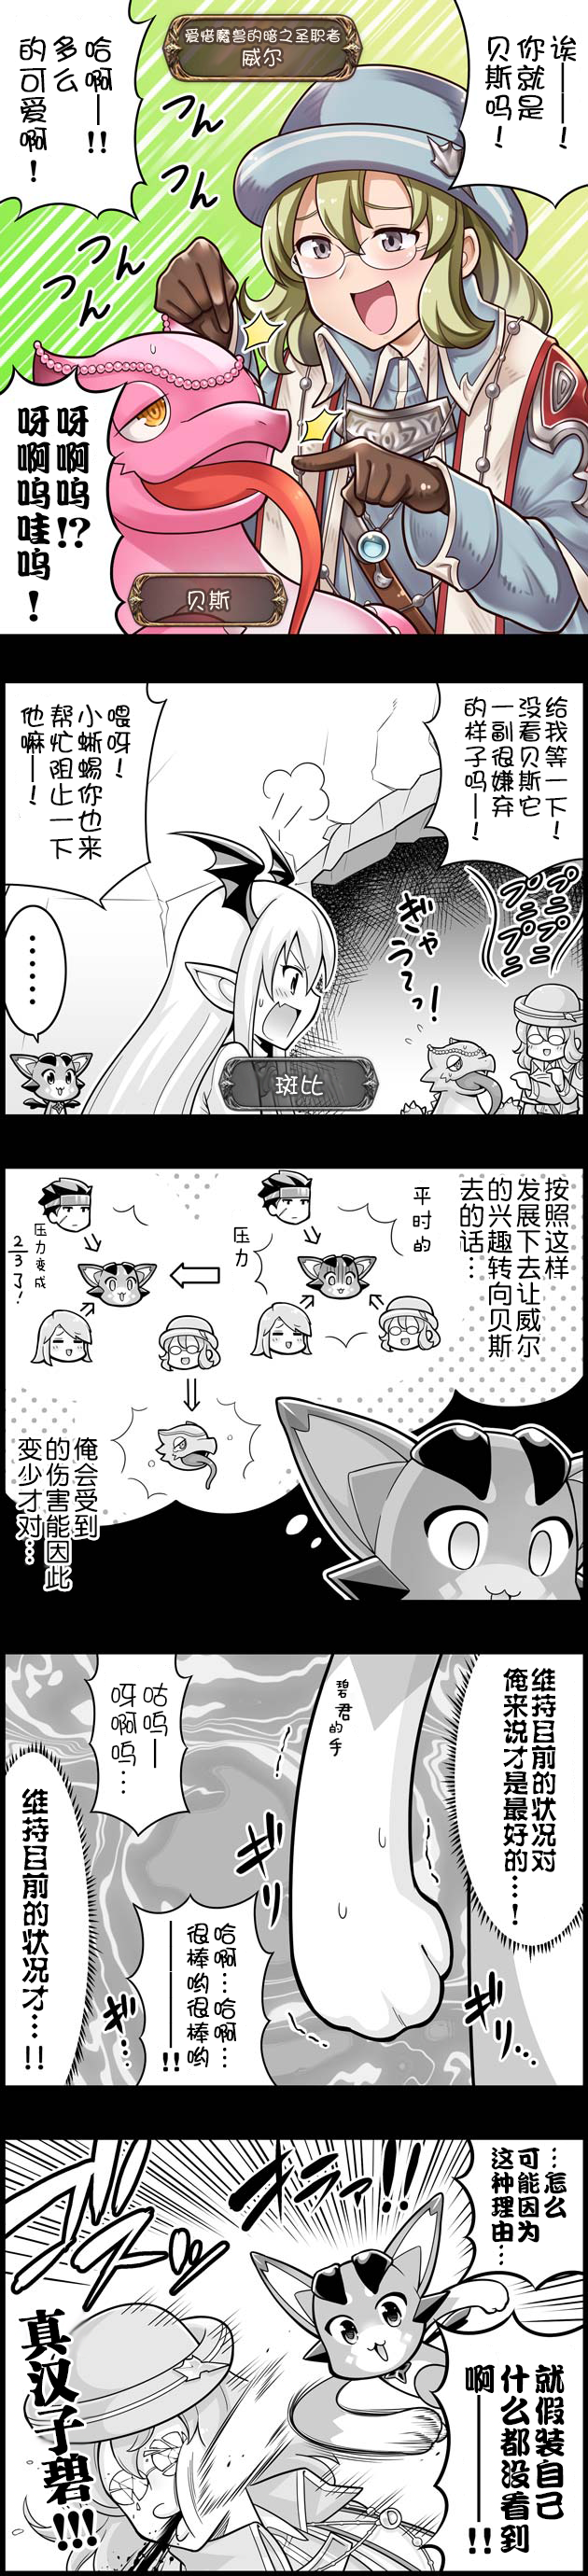 爱憎魔兽的暗之圣职者
威尔
诶——！
你就是
贝斯吗！
哈啊—!!
多么
的可爱啊！
つん
つん
つん
つん
呀啊呜!?
呀啊呜哇呜！
贝斯
给我等一下！
没看贝斯它
一副很嫌弃
的样子吗—！
喂呀！
小蜥蜴你也来
帮忙阻止一下
他嘛——！
プニプニ
プニプニ
ぎゃ
う〜っ！
……
斑比
按照这样
发展下去让威尔
的兴趣转向贝斯
去的话…
平时的
压力
压力变成
2/3了！
俺会受到
的伤害能因此
变少才对…
维持目前的状况对
俺来说才是最好的…！
碧君的手
咕呜—
呀啊呜…
ギリ
ギリ…
ギ…
哈啊…哈啊…
很棒哟很棒哟
——!!
维持目前的状况才…!!
…怎么
可能因为
这种理由…
就假装自己
什么都没看到
啊——!!
オラァ!!
真汉子碧!!!